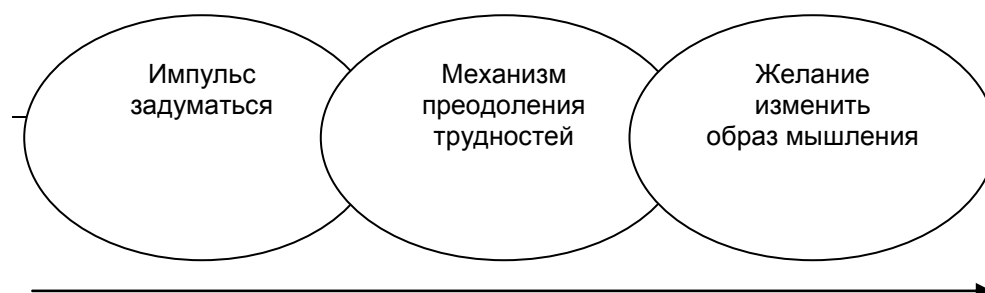 Импульс
задуматься
Механизм
преодоления
трудностей
Желание
изменить
образ мышления